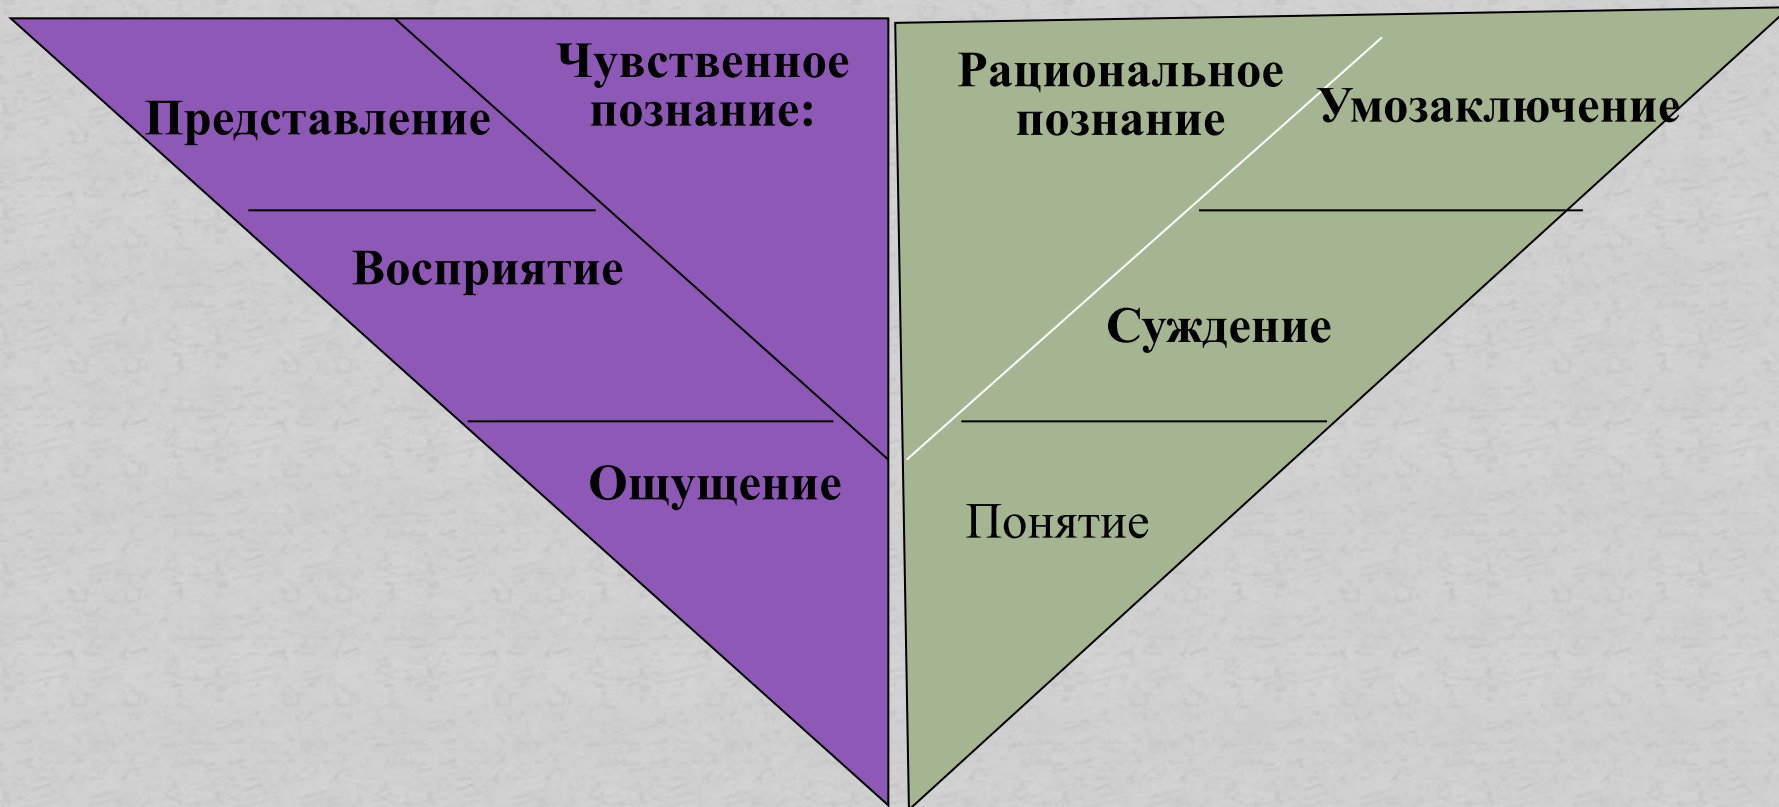 Чувственное
познание:
Представление
Восприятие
Ощущение
Рациональное
познание
Умозаключение
Суждение
Понятие